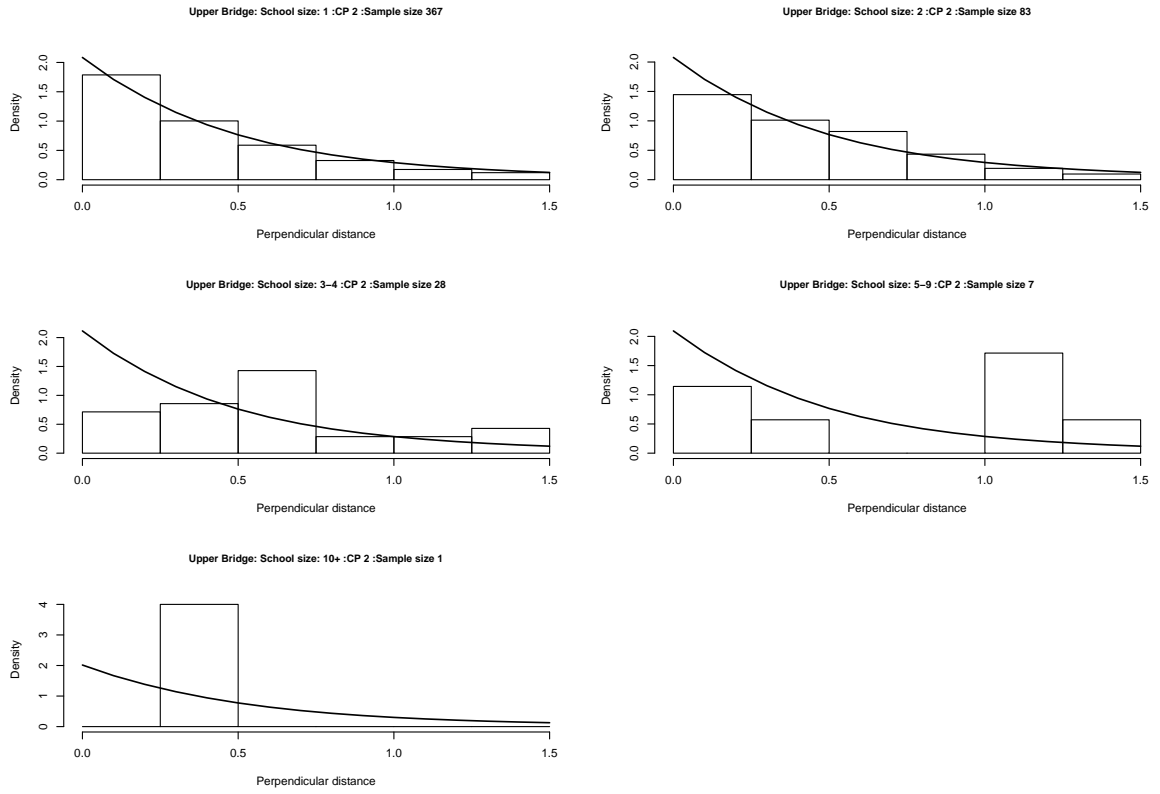 Upper Bridge: School size: 1 :CP 2 :Sample size 367
Density
0.0 0.5 1.0 1.5 2.0
0.0 0.5 1.0 1.5
Perpendicular distance
Upper Bridge: School size: 2 :CP 2 :Sample size 83
Density
0.0 0.5 1.0 1.5 2.0
0.0 0.5 1.0 1.5
Perpendicular distance
Upper Bridge: School size: 3−4 :CP 2 :Sample size 28
Density
0.0 0.5 1.0 1.5 2.0
0.0 0.5 1.0 1.5
Perpendicular distance
Upper Bridge: School size: 5−9 :CP 2 :Sample size 7
Density
0.0 0.5 1.0 1.5 2.0
0.0 0.5 1.0 1.5
Perpendicular distance
Upper Bridge: School size: 10+ :CP 2 :Sample size 1
Density
0 1 2 3 4
0.0 0.5 1.0 1.5
Perpendicular distance